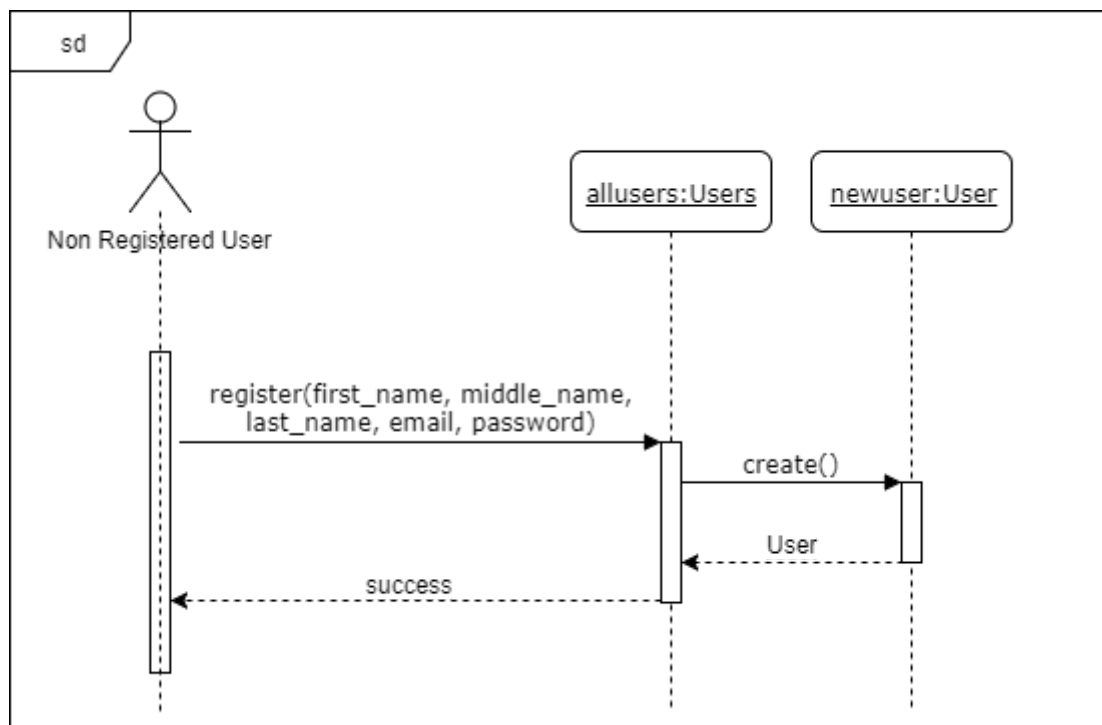 sd
Non Registered User
allusers:Users
newuser:User
register(first_name, middle_name,
last_name, email, password)
create()
User
success